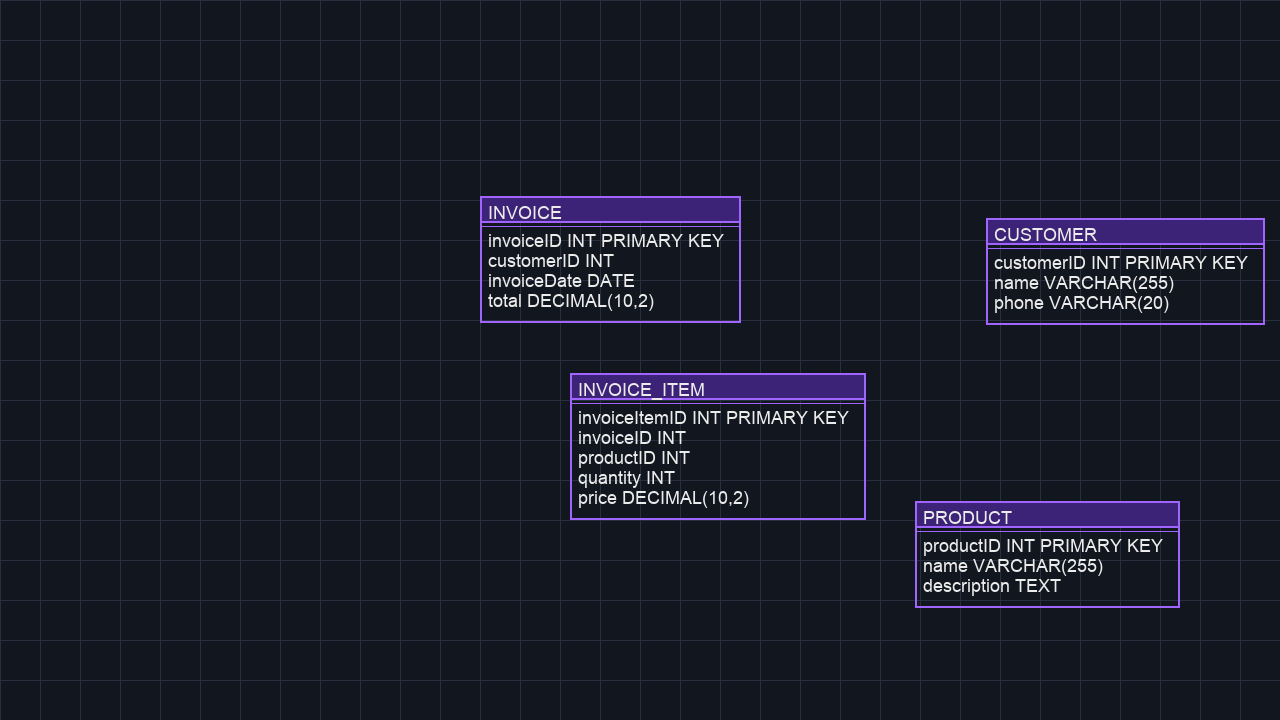 INVOICE
invoiceID INT PRIMARY KEY
customerID INT
invoiceDate DATE
total DECIMAL(10,2)
CUSTOMER
customerID INT PRIMARY KEY
name VARCHAR(255)
phone VARCHAR(20)
INVOICE_ITEM
invoiceItemID INT PRIMARY KEY
invoiceID INT
productID INT
quantity INT
price DECIMAL(10,2)
PRODUCT
productID INT PRIMARY KEY
name VARCHAR(255)
description TEXT